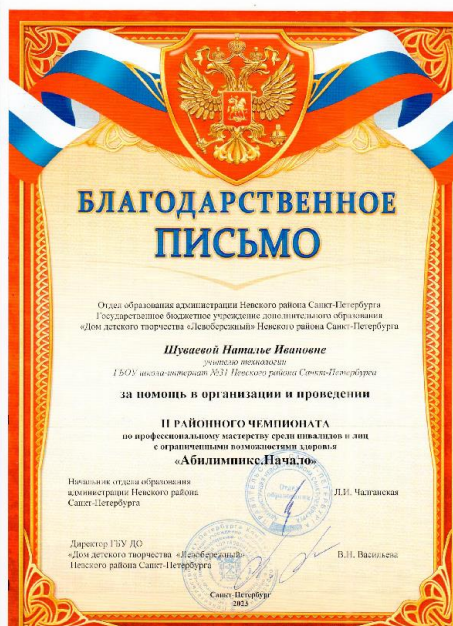 БЛАГОДАРСТВЕННОЕ
ПИСЬМО
Отдел образования администрации Невского района Санкт-Петербурга
Государственное бюджетное учреждение дополнительного образования
«Дом детского творчества «Левобережный» Невского района Санкт-Петербурга
Шуваевой Наталье Ивановне
учителю технологии
ГБОУ школа-интернат №31 Невского района Санкт-Петербурга
за помощь в организации и проведении
II РАЙОННОГО ЧЕМПИОНАТА
по профессиональному мастерству среди инвалидов и лиц
с ограниченными возможностями здоровья
«Абилимпикс.Начало»
Начальник отдела образования
администрации Невского района
Санкт-Петербурга
Л.И. Чалганская
Отдел
образования
Директор ГБУ ДО
«Дом детского творчества «Левобережный»
Невского района Санкт-Петербурга
В.Н. Васильева
Санкт-Петербург
2023